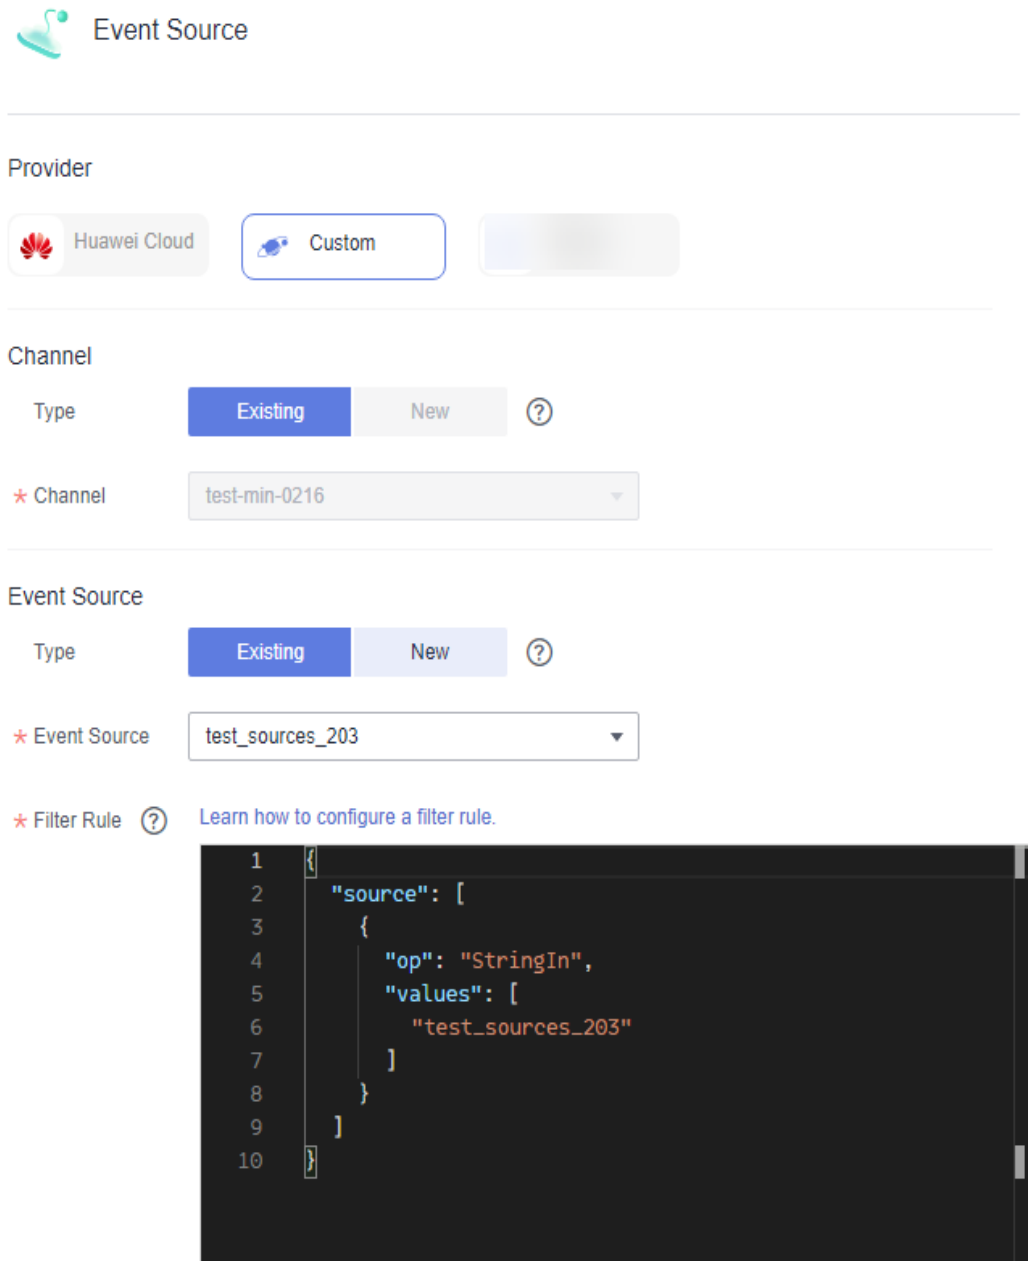 Event Source
Provider
Huawei Cloud
Custom
Channel
Type
Existing
New
?
* Channel
test-min-0216
Event Source
Type
Existing
New
?
* Event Source
test_sources_203
* Filter Rule
?
Learn how to configure a filter rule.
1 {
2 "source": [
3 {
4 "op": "StringIn",
5 "values": [
6 "test_sources_203"
7 ]
8 }
9 ]
10 }